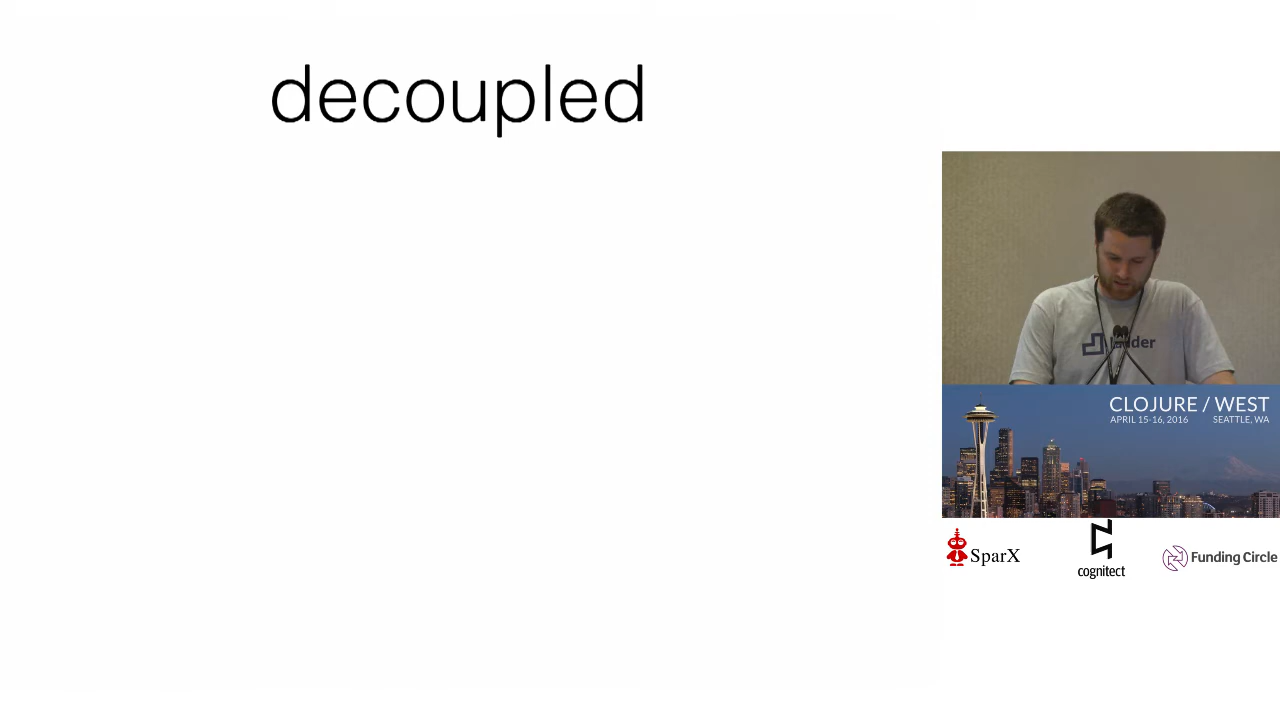 decoupled
CLOJURE / WEST
APRIL 15-16, 2016 SEATTLE, WA
SparX
cognitect
Funding Circle